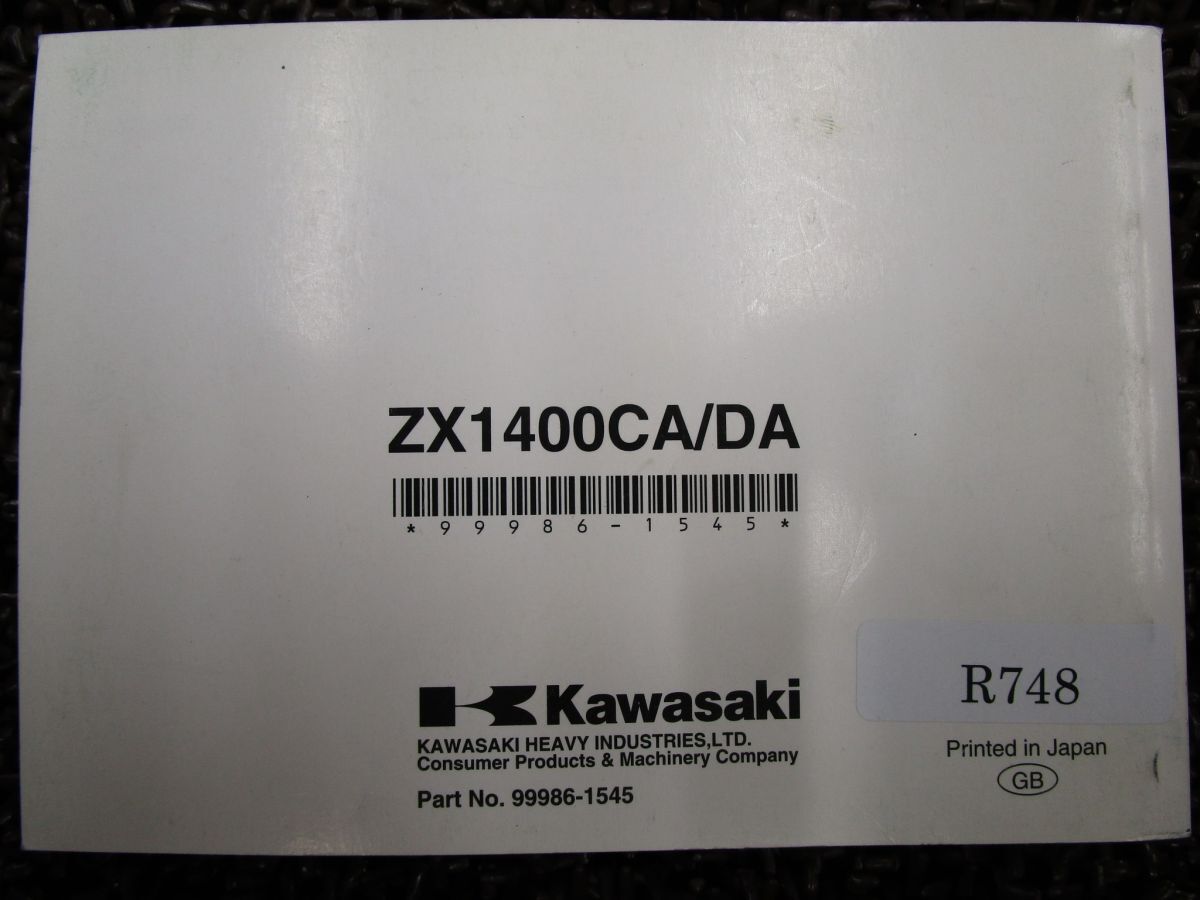 ZX1400CA/DA
*99986-1545*
Kawasaki
KAWASAKI HEAVY INDUSTRIES,LTD.
Consumer Products & Machinery Company
Part No. 99986-1545
R748
Printed in Japan
GB